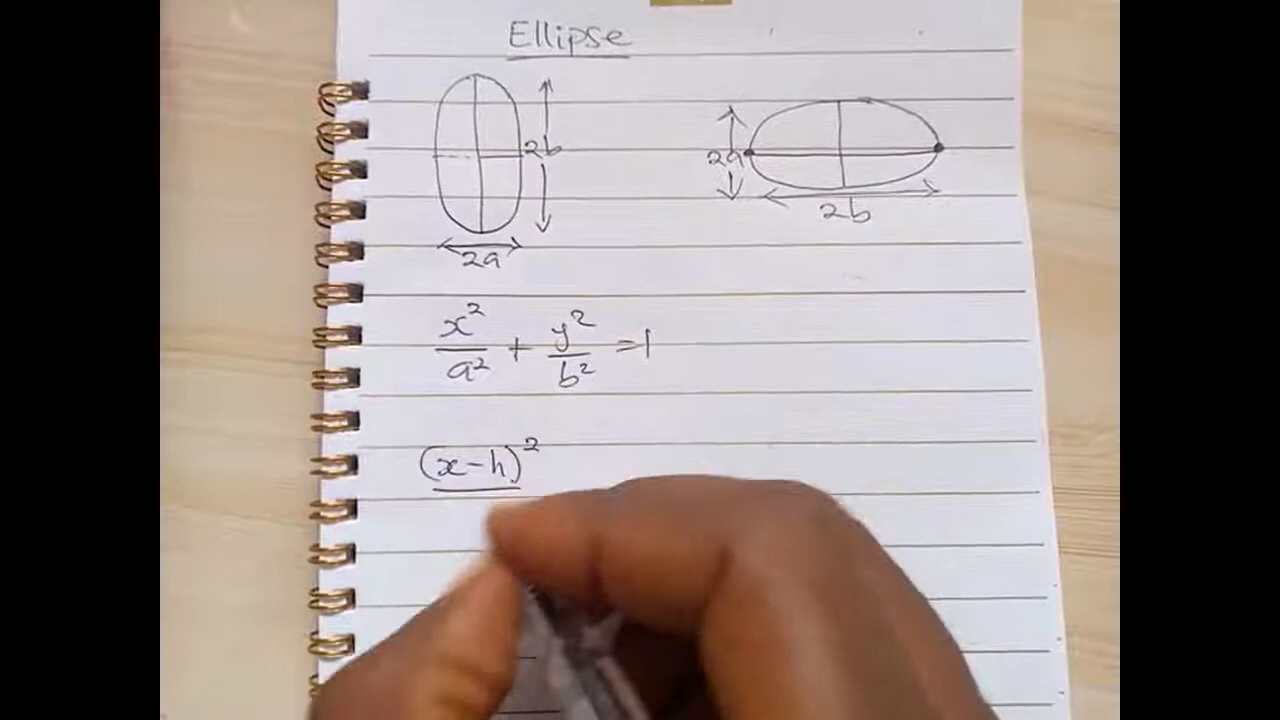 Ellipse
2b
2a
2a
2b
x²/a² + y²/b² = 1
(x-h)²